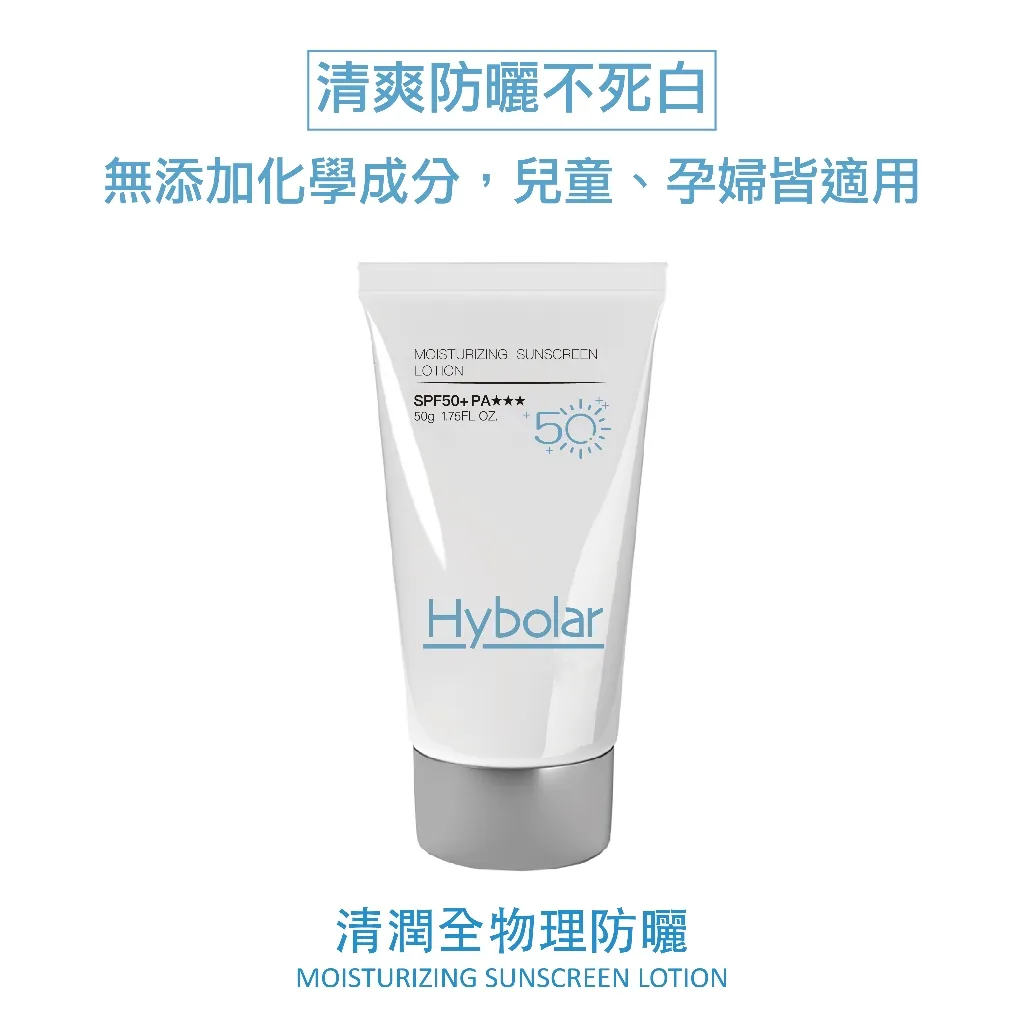 清爽防曬不死白
無添加化學成分，兒童、孕婦皆適用
MOISTURIZING SUNSCREEN
LOTION
SPF50+ PA★★★
50g 1.75FL OZ.
50
Hybolar
清潤全物理防曬
MOISTURIZING SUNSCREEN LOTION